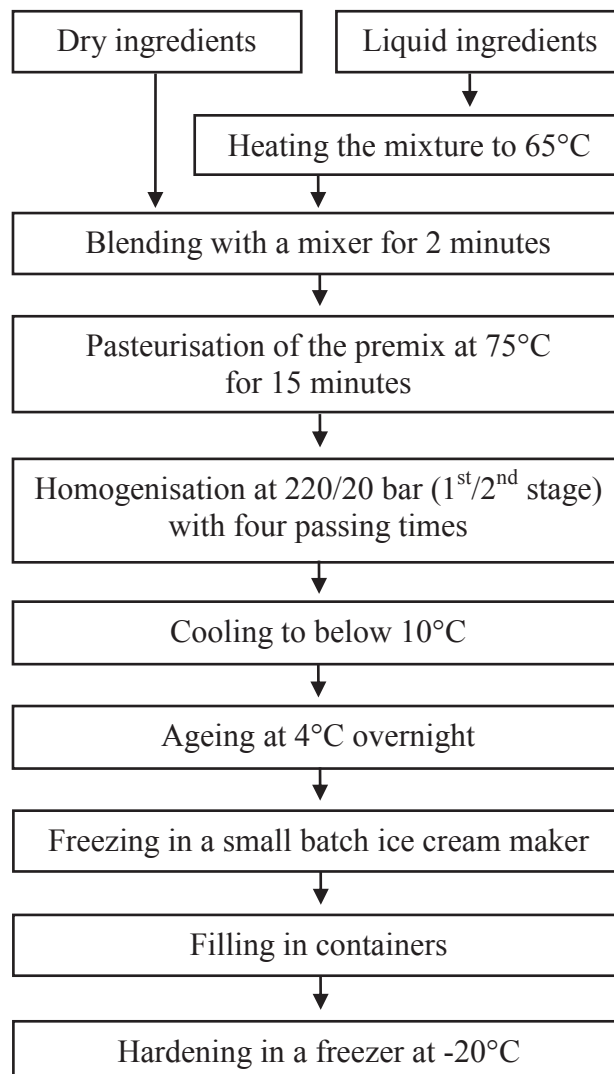 Dry ingredients
Liquid ingredients
Heating the mixture to 65°C
Blending with a mixer for 2 minutes
Pasteurisation of the premix at 75°C
for 15 minutes
Homogenisation at 220/20 bar (1st/2nd stage)
with four passing times
Cooling to below 10°C
Ageing at 4°C overnight
Freezing in a small batch ice cream maker
Filling in containers
Hardening in a freezer at -20°C